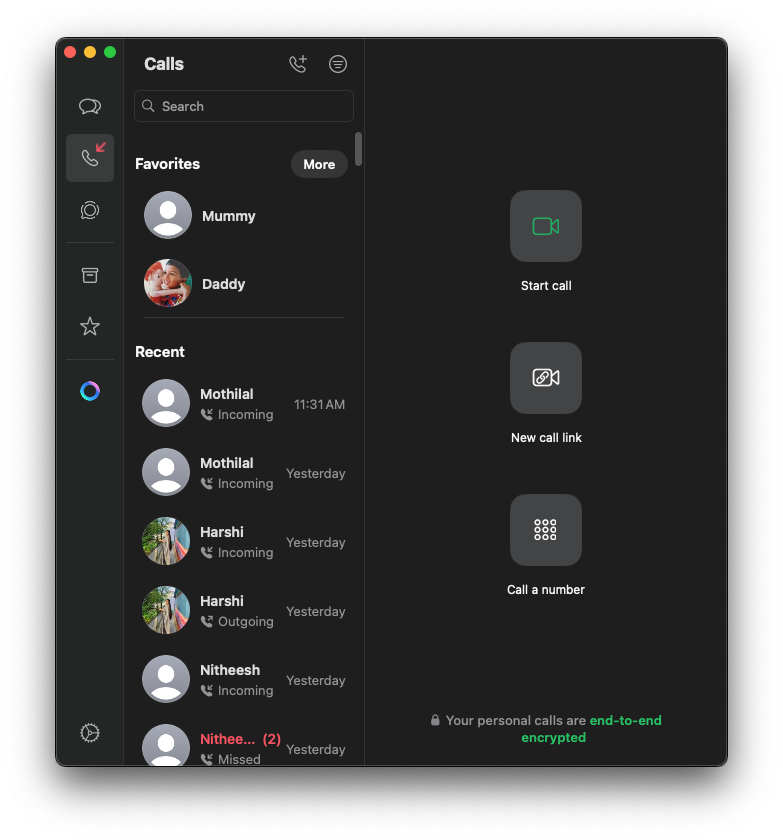 Calls
Search
Favorites
More
Mummy
Daddy
Recent
Mothilal
Incoming
11:31 AM
Mothilal
Incoming
Yesterday
Harshi
Incoming
Yesterday
Harshi
Outgoing
Yesterday
Nitheesh
Incoming
Yesterday
Nithee... (2)
Missed
Yesterday
Start call
New call link
Call a number
Your personal calls are end-to-end
encrypted